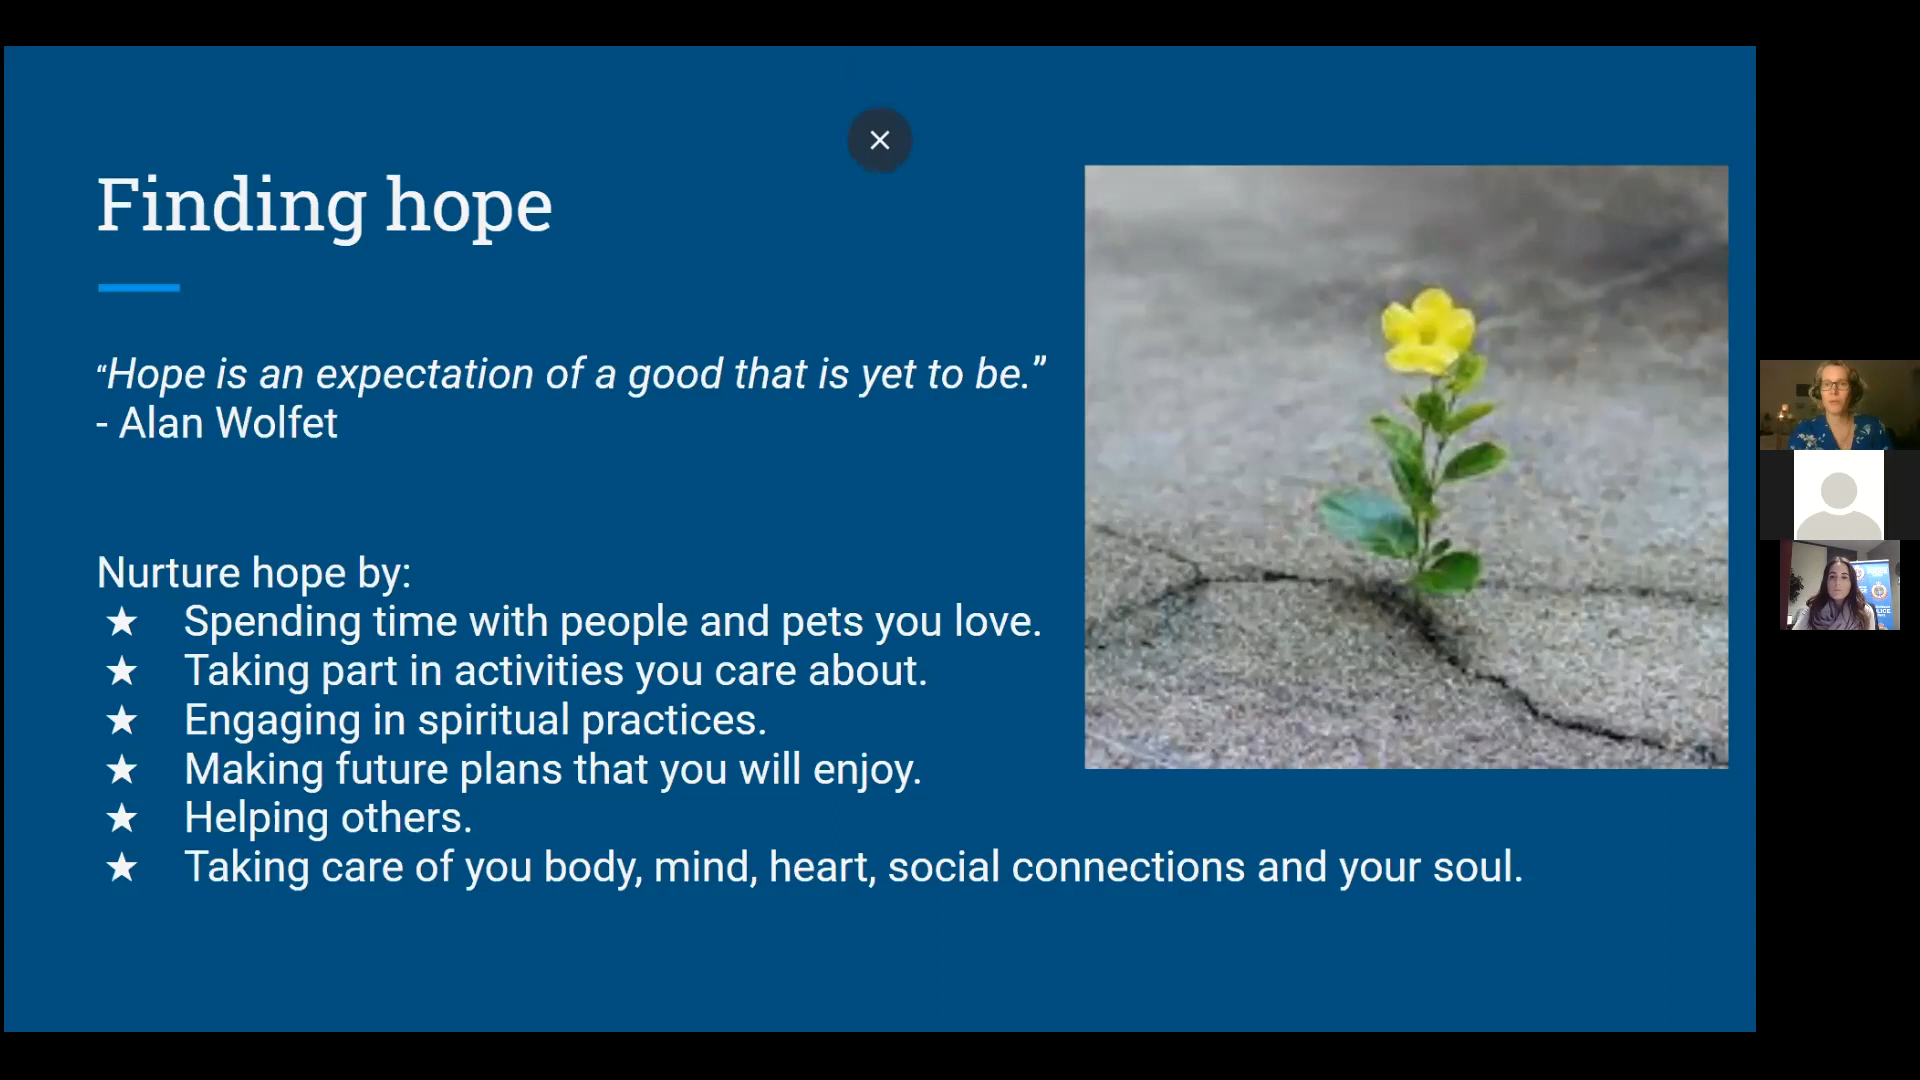 Finding hope
“Hope is an expectation of a good that is yet to be.”
- Alan Wolfet
Nurture hope by:
★ Spending time with people and pets you love.
★ Taking part in activities you care about.
★ Engaging in spiritual practices.
★ Making future plans that you will enjoy.
★ Helping others.
★ Taking care of you body, mind, heart, social connections and your soul.